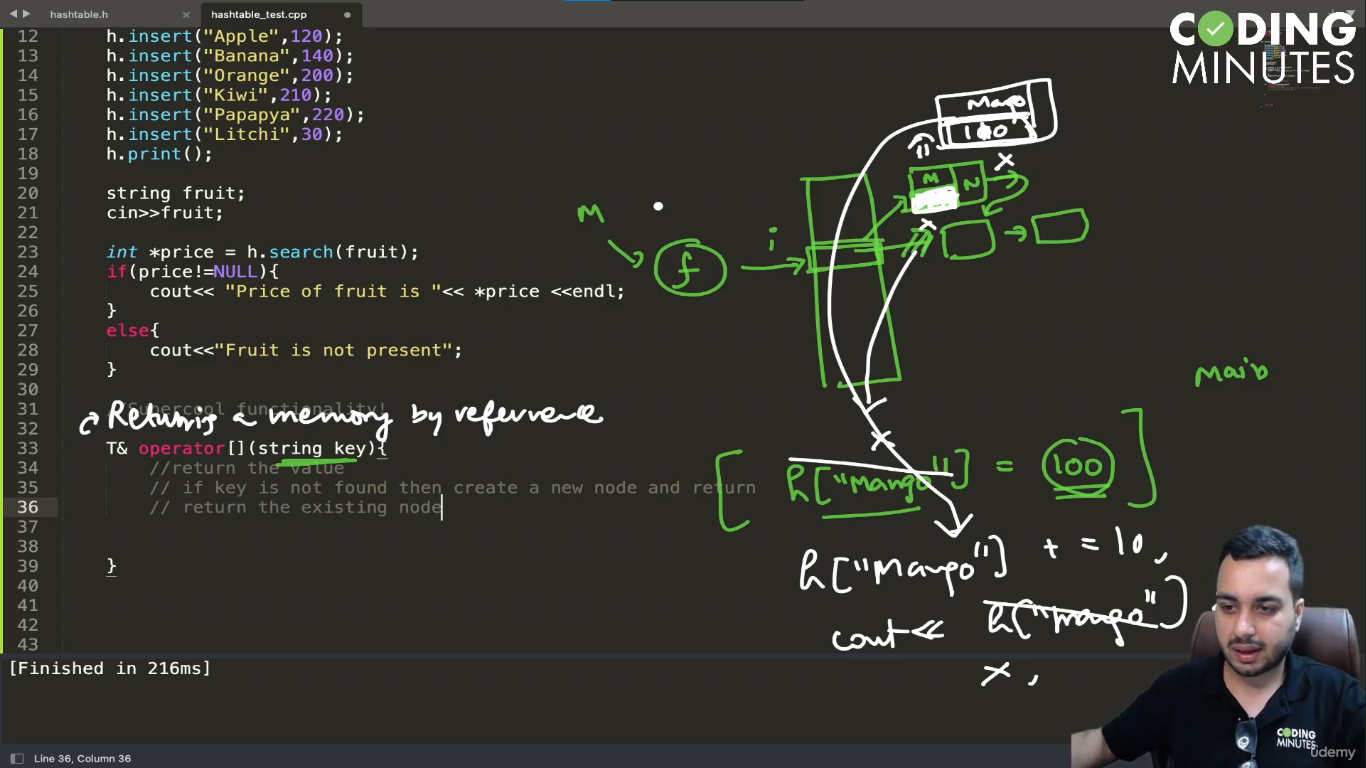 hashtable.h
hashtable_test.cpp
CODING
MINUTES
12 h.insert("Apple",120);
13 h.insert("Banana",140);
14 h.insert("Orange",200);
15 h.insert("Kiwi",210);
16 h.insert("Papapya",220);
17 h.insert("Litchi",30);
18 h.print();
19
20 string fruit;
21 cin>>fruit;
22
23 int *price = h.search(fruit);
24 if(price!=NULL){
25 cout<< "Price of fruit is "<< *price <<endl;
26 }
27 else{
28 cout<<"Fruit is not present";
29 }
30
31 //Supercool functionality!
Returns a memory by reference
33 T& operator[](string key){
34 //return the value
35 // if key is not found then create a new node and return
36 // return the existing node
37
38
39 }
40
41
42
43
Mango
100
M N
x
x
M
f
i
main
x
[ h["mango"] = 100 ]
h["Mango"] += 10,
cout<< h["mango"]
x,
[Finished in 216ms]
CODING
MINUTES
ûdemy
Line 36, Column 36